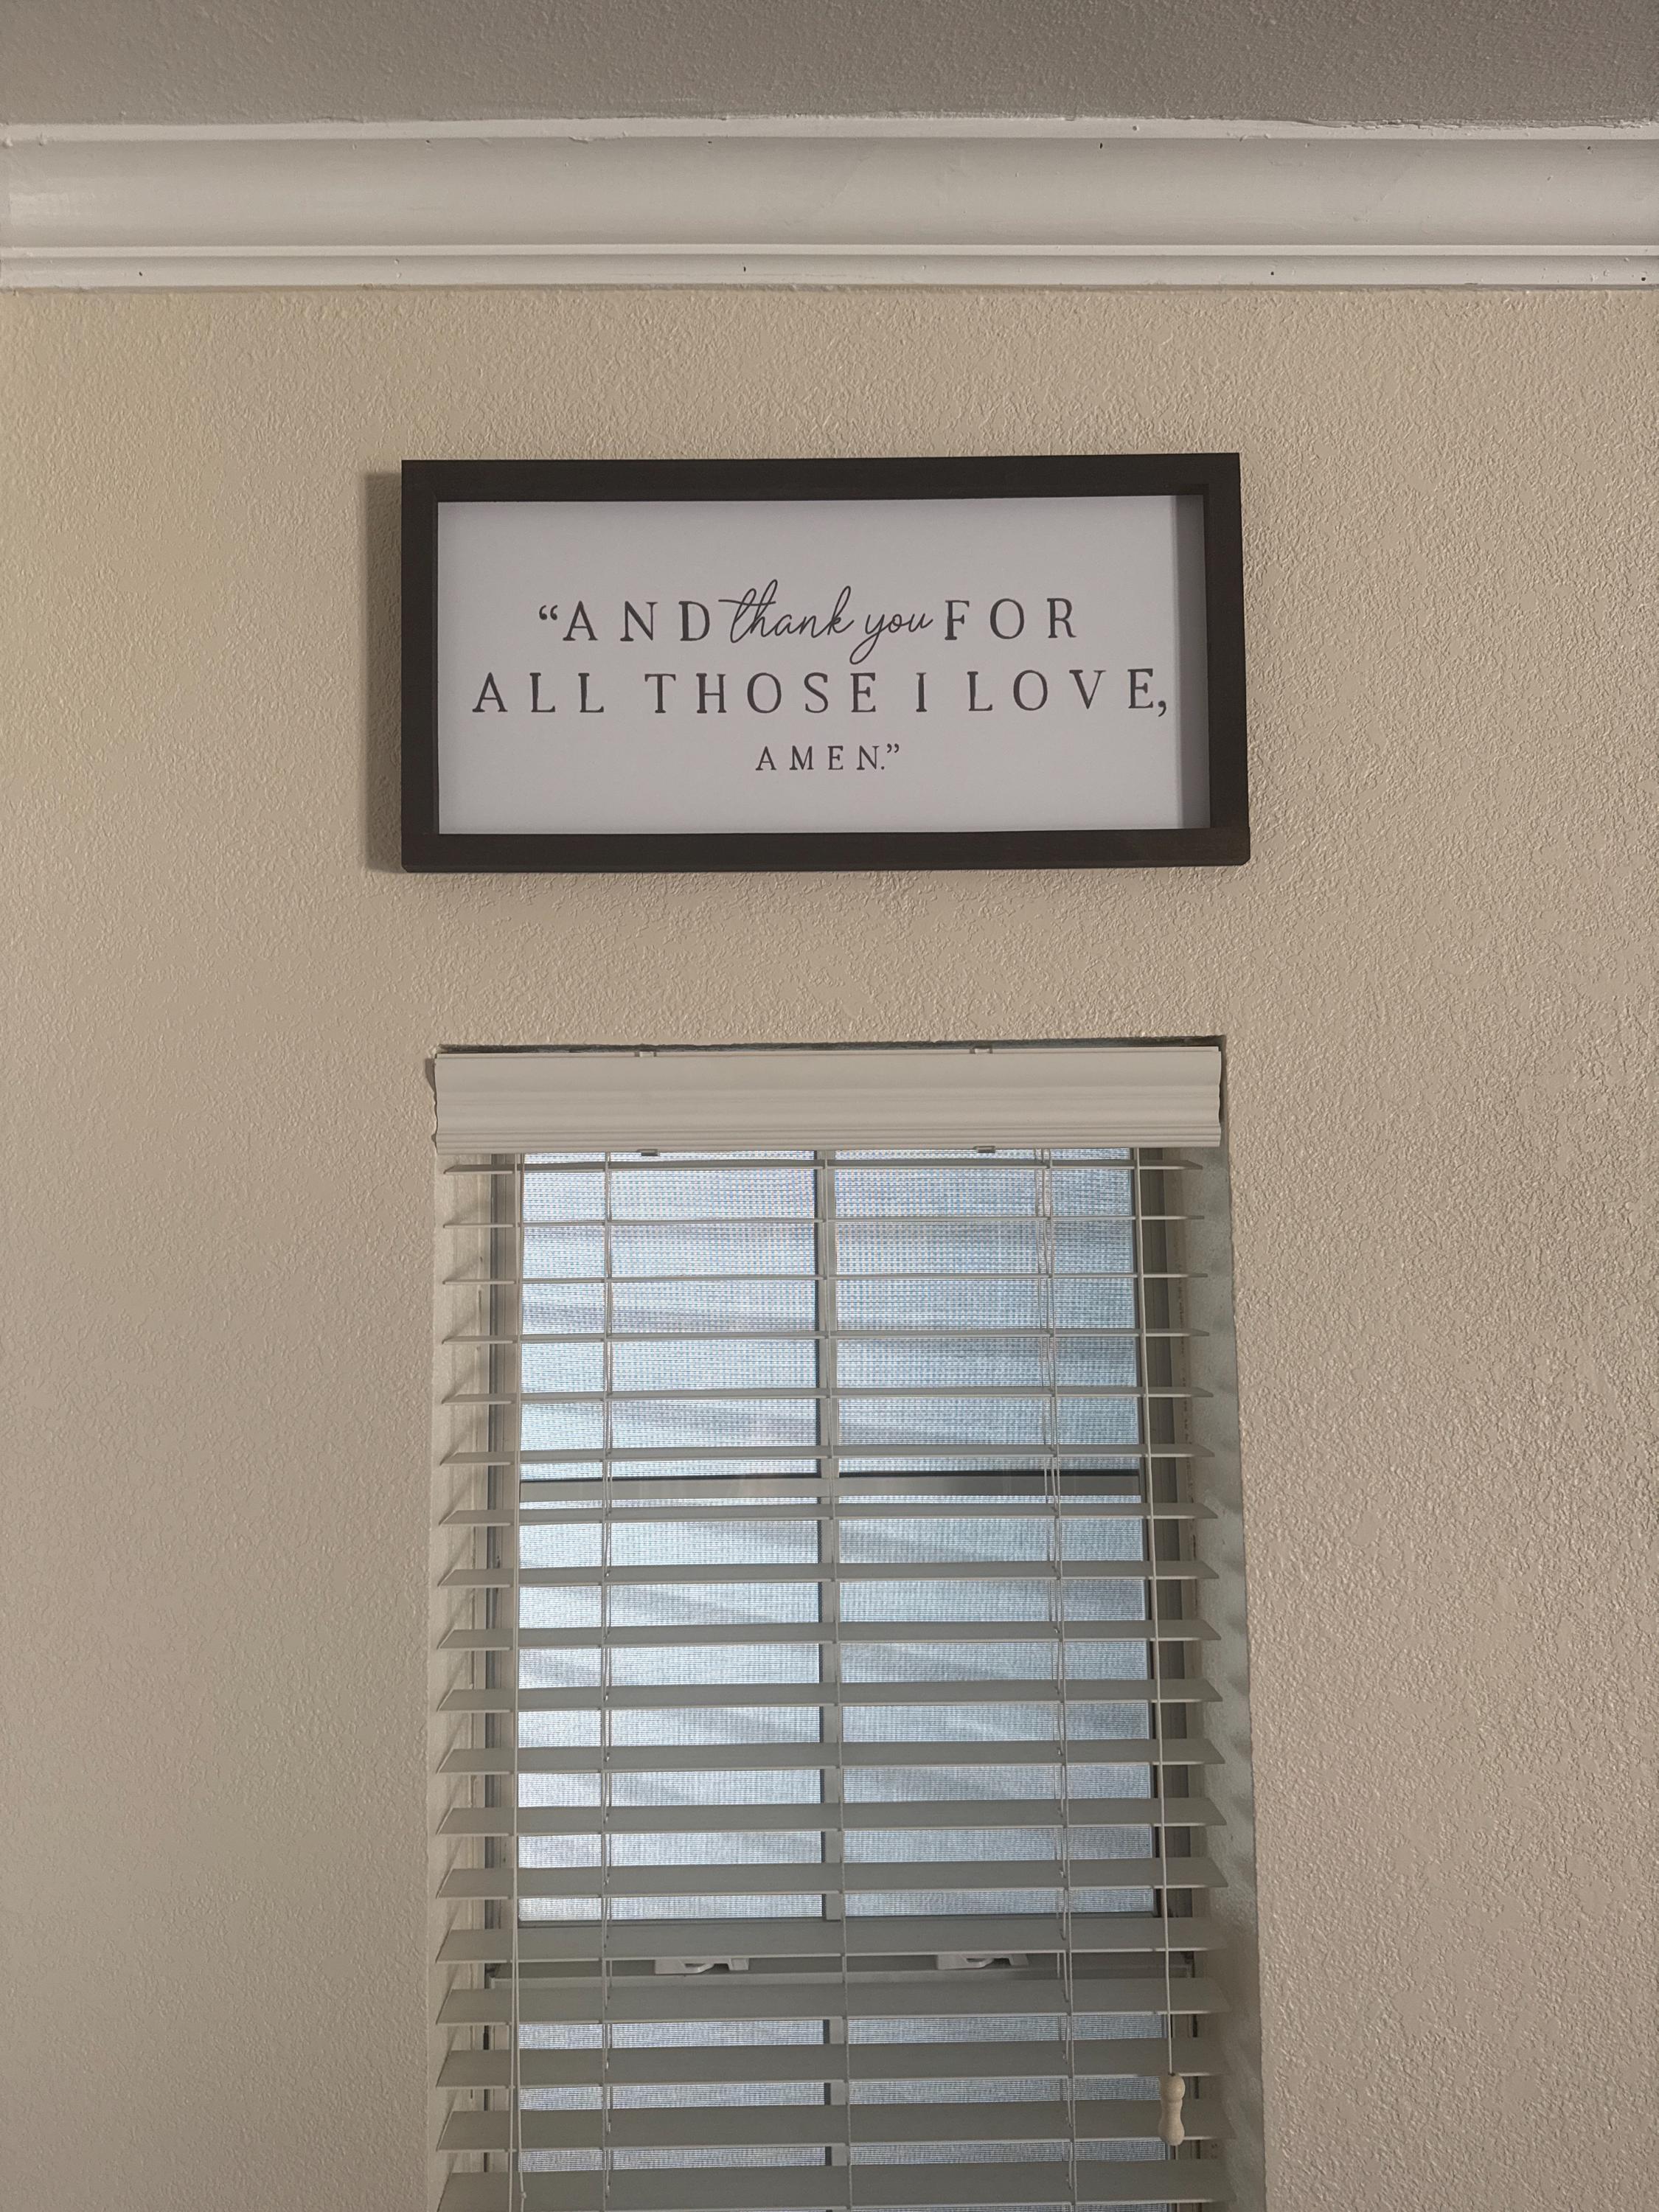 “AND thank you FOR
ALL THOSE I LOVE,
AMEN.”